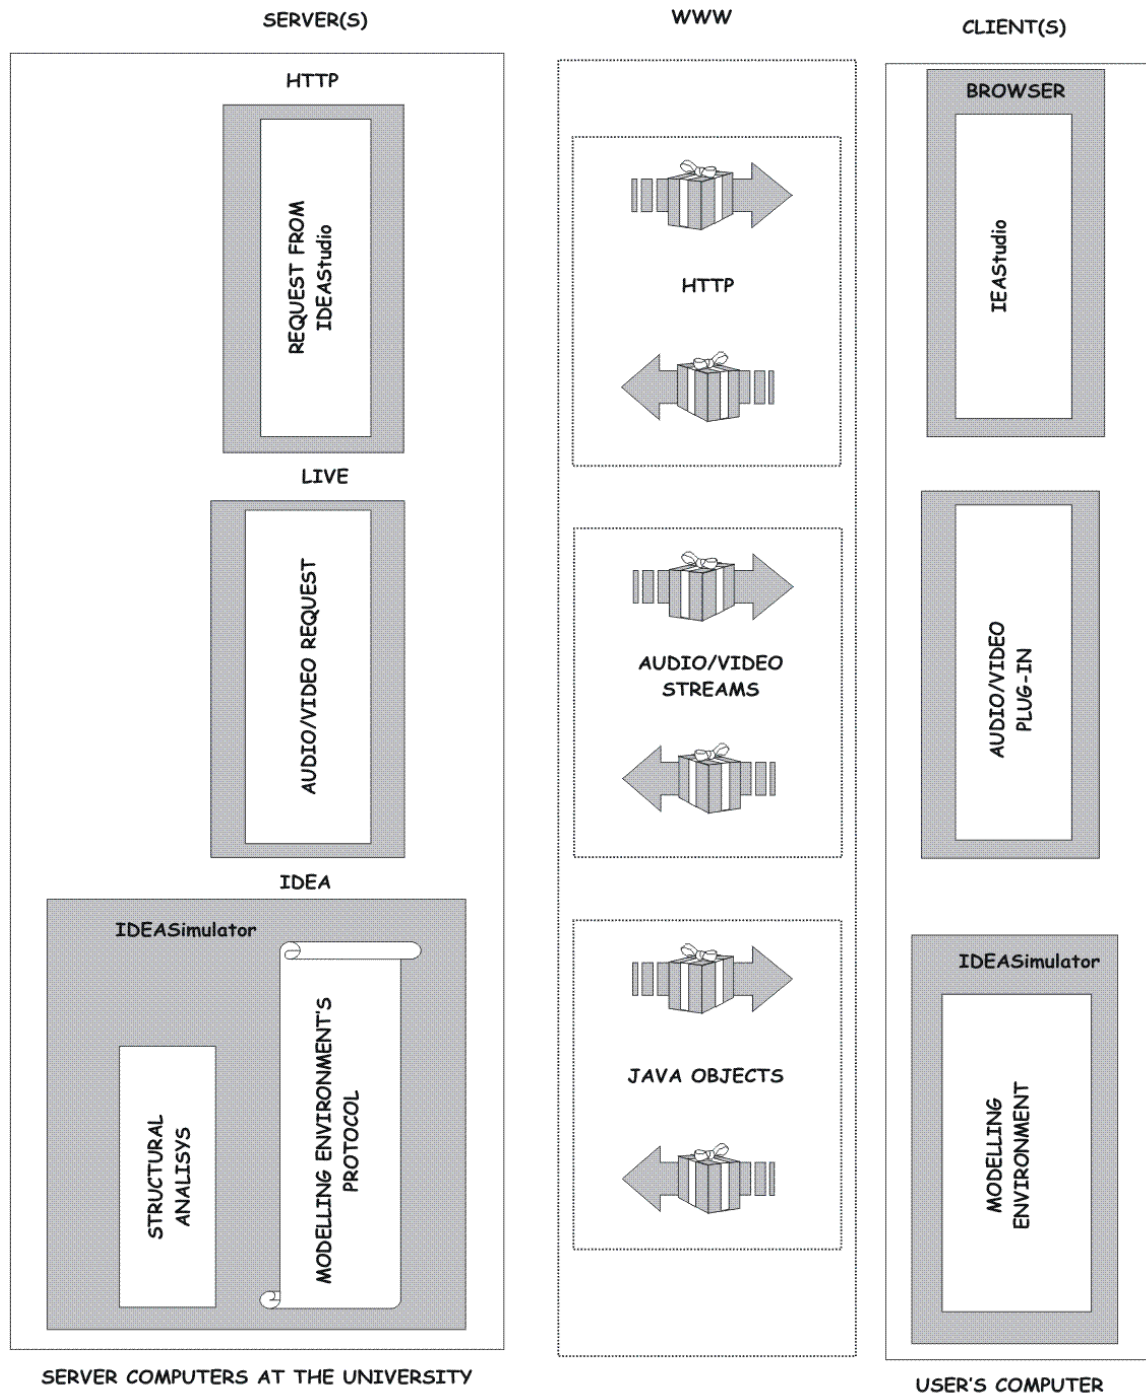 SERVER(S)
WWW
CLIENT(S)
HTTP
REQUEST FROM
IDEAStudio
LIVE
AUDIO/VIDEO REQUEST
IDEA
IDEASimulator
STRUCTURAL
ANALISYS
MODELLING ENVIRONMENT'S
PROTOCOL
SERVER COMPUTERS AT THE UNIVERSITY
HTTP
AUDIO/VIDEO
STREAMS
JAVA OBJECTS
BROWSER
IEAStudio
AUDIO/VIDEO
PLUG-IN
IDEASimulator
MODELLING
ENVIRONMENT
USER'S COMPUTER